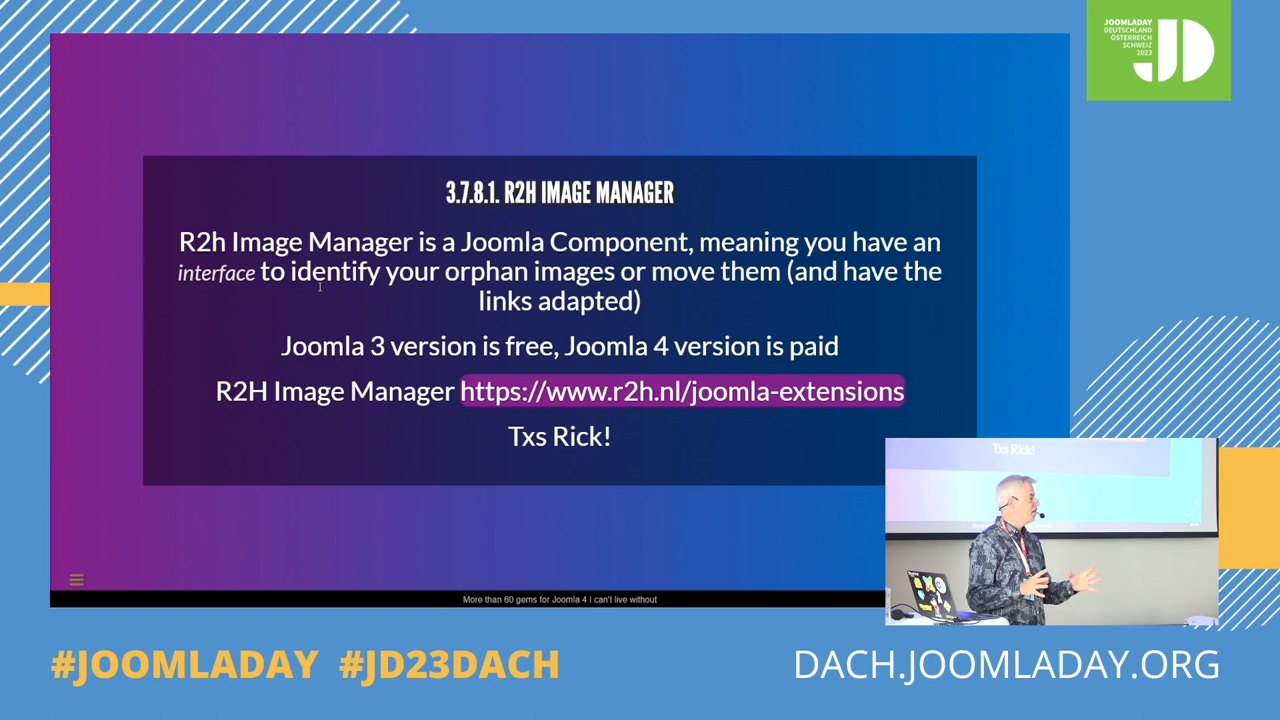 JOOMLADAY
DEUTSCHLAND
ÖSTERREICH
SCHWEIZ
2023
JD
3.7.8.1. R2H IMAGE MANAGER
R2h Image Manager is a Joomla Component, meaning you have an
interface to identify your orphan images or move them (and have the
links adapted)
Joomla 3 version is free, Joomla 4 version is paid
R2H Image Manager https://www.r2h.nl/joomla-extensions
Txs Rick!
Txs Rick!
More than 60 gems for Joomla 4 I can't live without
#JOOMLADAY #JD23DACH
DACH.JOOMLADAY.ORG